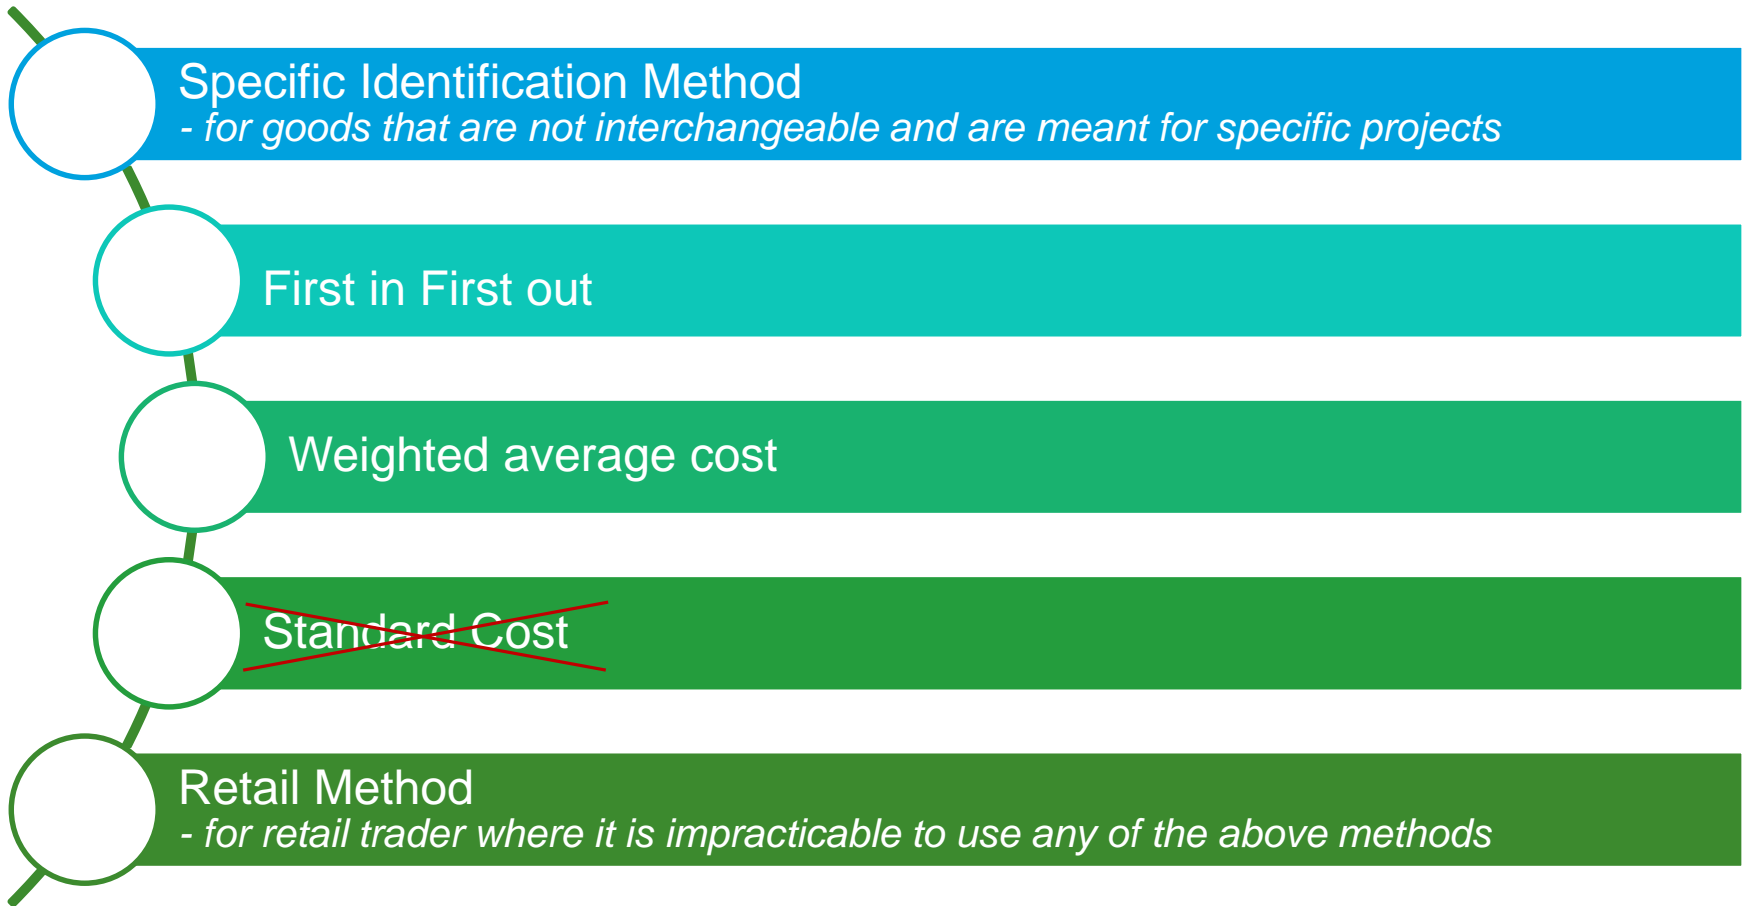 Specific Identification Method
- for goods that are not interchangeable and are meant for specific projects
First in First out
Weighted average cost
Standard Cost
Retail Method
- for retail trader where it is impracticable to use any of the above methods